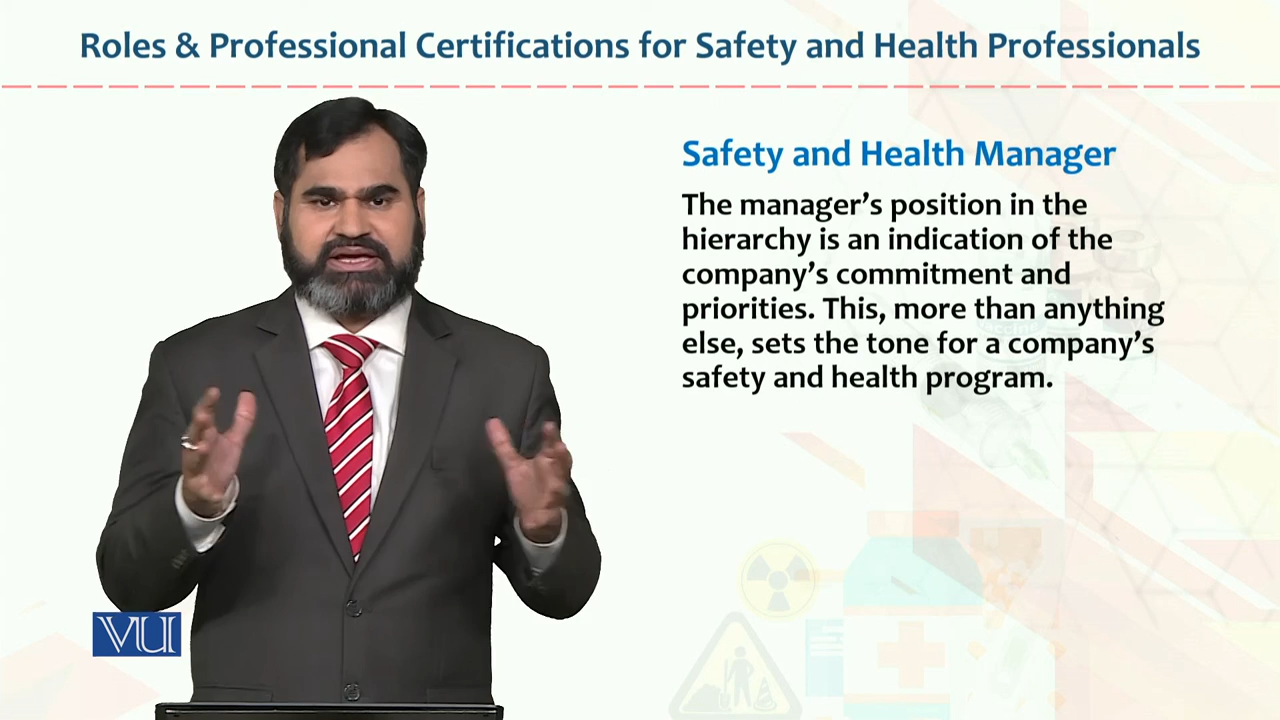 Roles & Professional Certifications for Safety and Health Professionals
Safety and Health Manager
The manager’s position in the
hierarchy is an indication of the
company’s commitment and
priorities. This, more than anything
else, sets the tone for a company’s
safety and health program.
VU